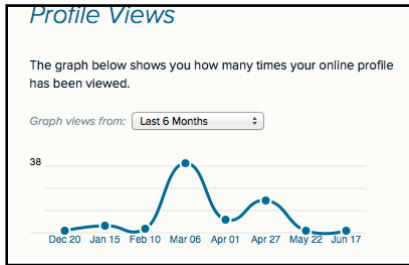 Profile Views
The graph below shows you how many times your online profile
has been viewed.
Graph views from: Last 6 Months
38
Dec 20 Jan 15 Feb 10 Mar 06 Apr 01 Apr 27 May 22 Jun 17